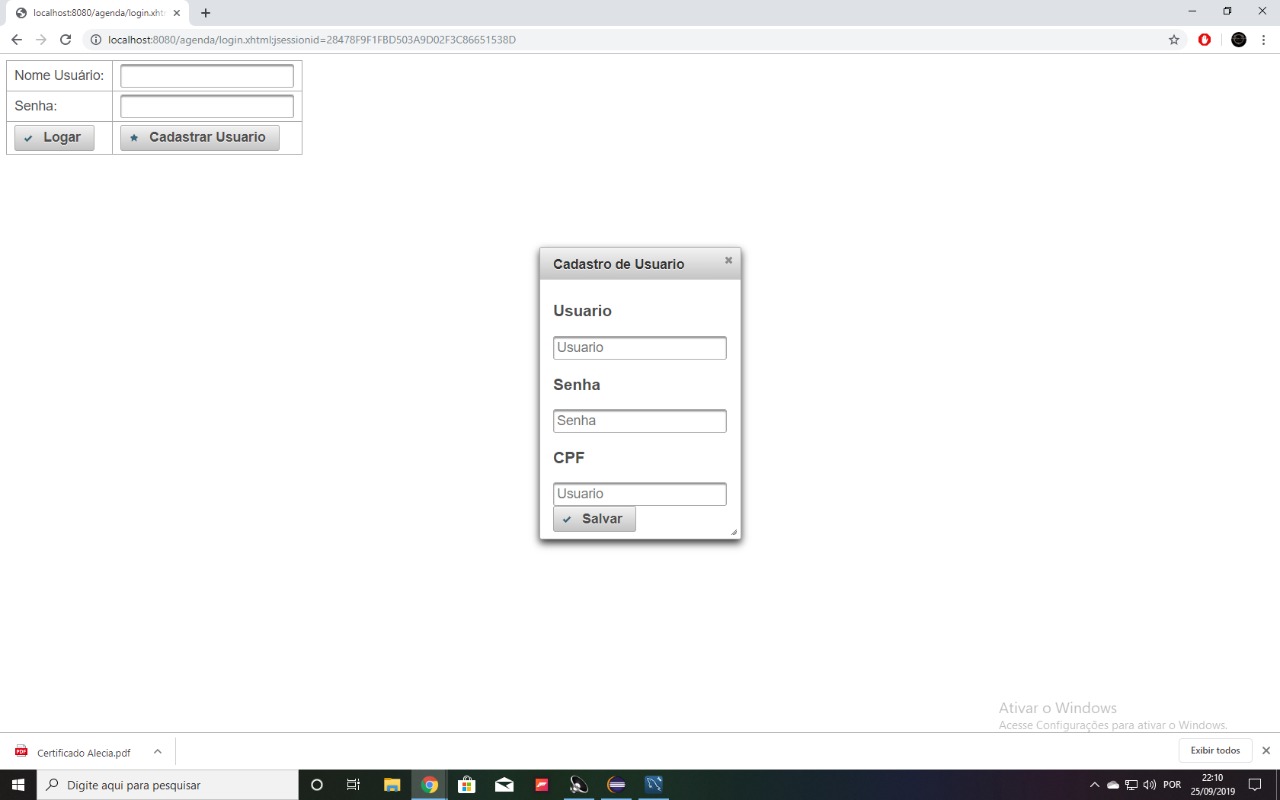 localhost:8080/agenda/login.xht
localhost:8080/agenda/login.xhtml;jsessionid=28478F9F1FBD503A9D02F3C86651538D
Nome Usuário:
Senha:
Logar Cadastrar Usuario
Cadastro de Usuario
Usuario
Usuario
Senha
Senha
CPF
Usuario
Salvar
Ativar o Windows
Acesse Configurações para ativar o Windows.
PDF Certificado Alecia.pdf Exibir todos
Digite aqui para pesquisar
POR
22:10
25/09/2019